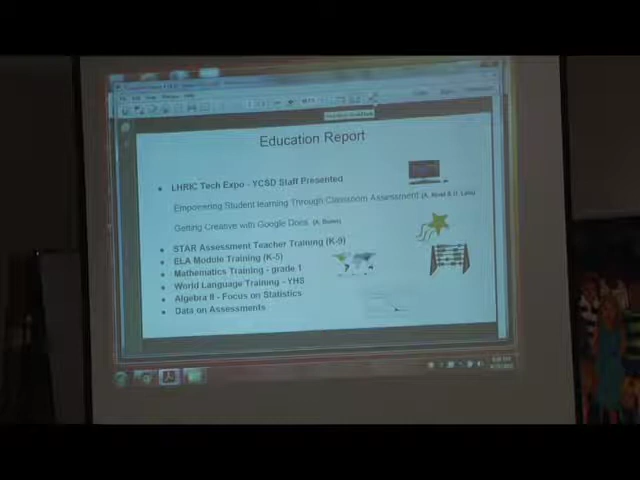 Education Report
LHRIC Tech Expo - YCSD Staff Presented
Empowering Student learning Through Classroom Assessment
Getting Creative with Google Docs
STAR Assessment Teacher Training (K-9)
ELA Module Training (K-5)
Mathematics Training - grade 1
World Language Training - YHS
Algebra II - Focus on Statistics
Data on Assessments